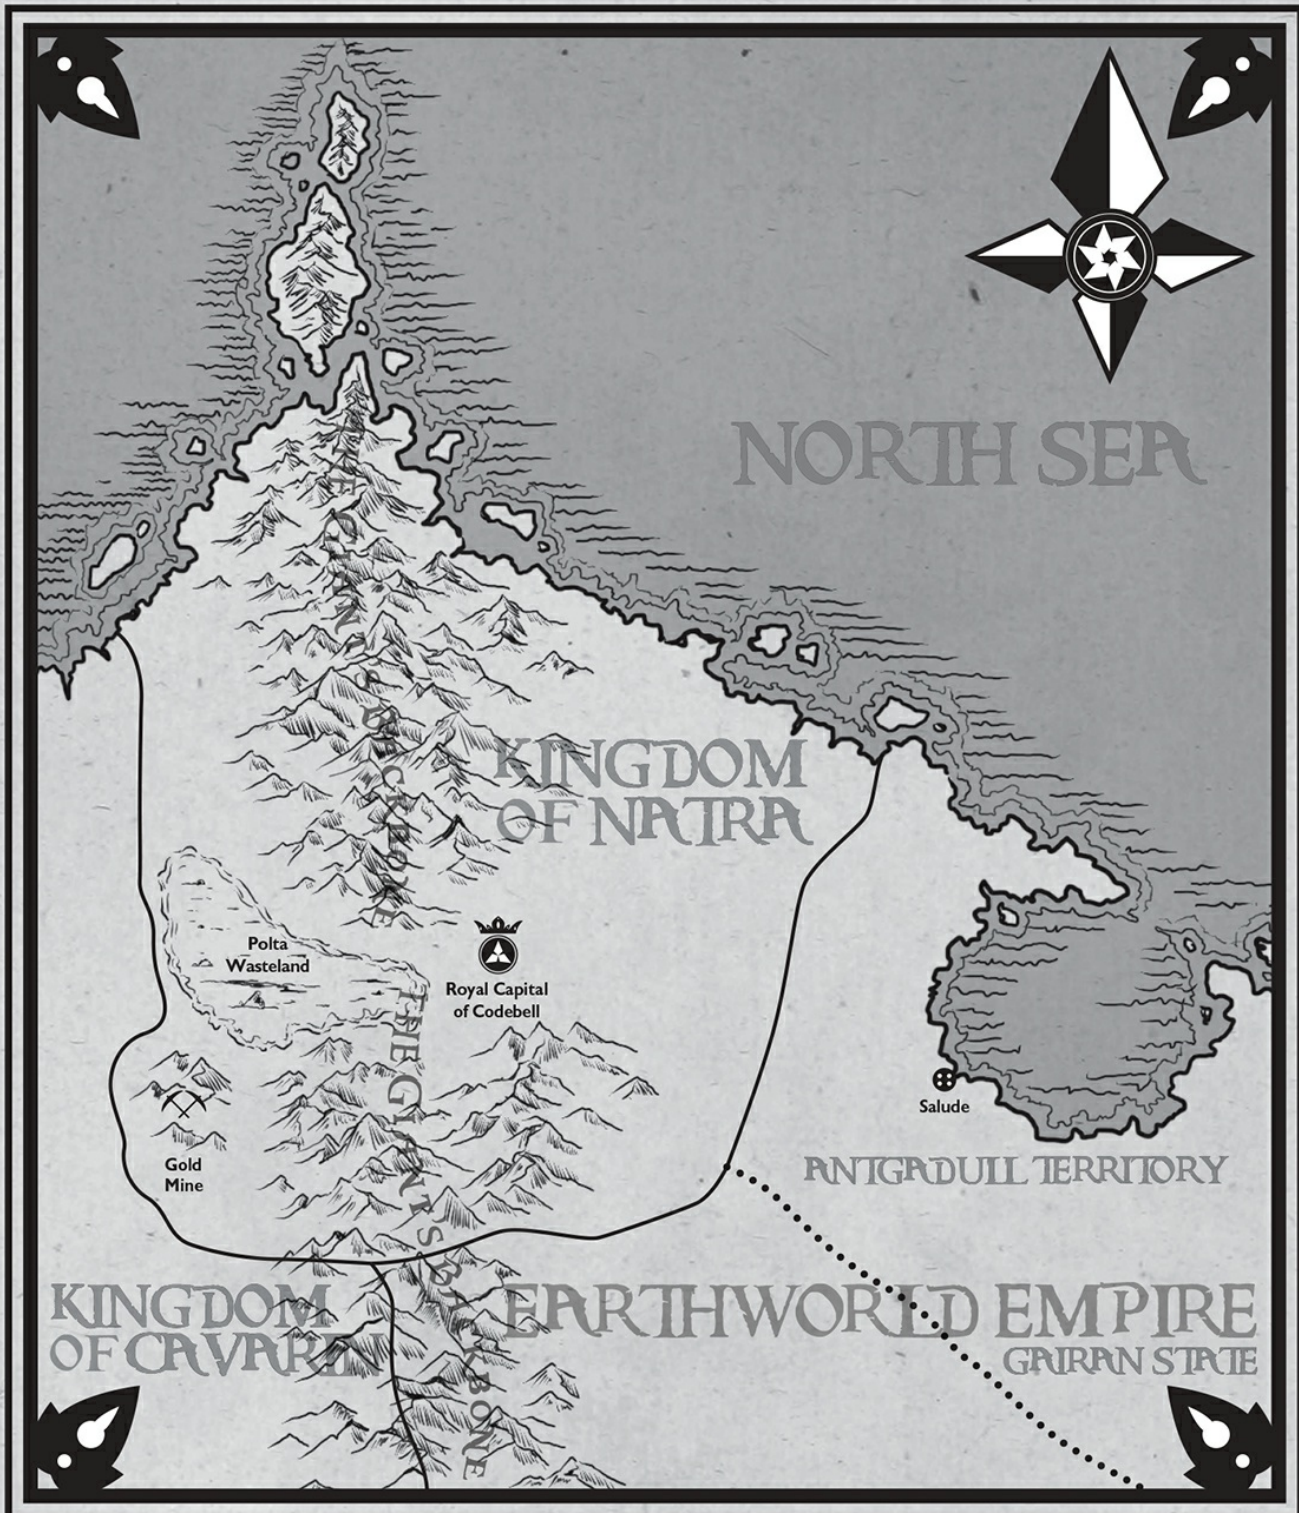 NORTH SEA
THE GIANT'S BACKBONE
KINGDOM
OF NATRA
Polta
Wasteland
Royal Capital
of Codebell
THE GIANT'S BACKBONE
Gold
Mine
Salude
ANTGADULL TERRITORY
KINGDOM
OF CAVARIN
EARTHWORLD EMPIRE
GAIRAN STATE